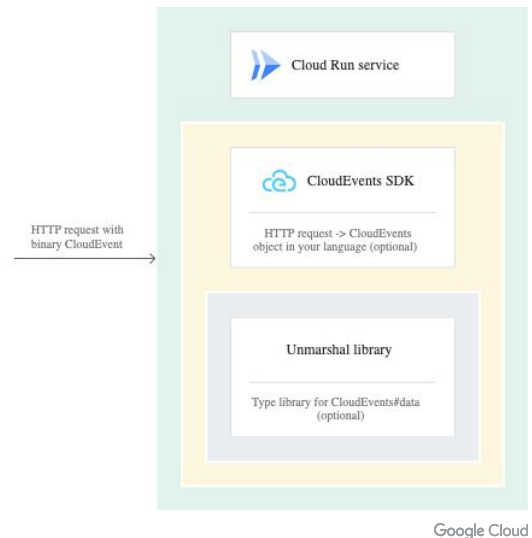 Cloud Run service
CloudEvents SDK
HTTP request with
binary CloudEvent
HTTP request -> CloudEvents
object in your language (optional)
Unmarshal library
Type library for CloudEvents#data
(optional)
Google Cloud